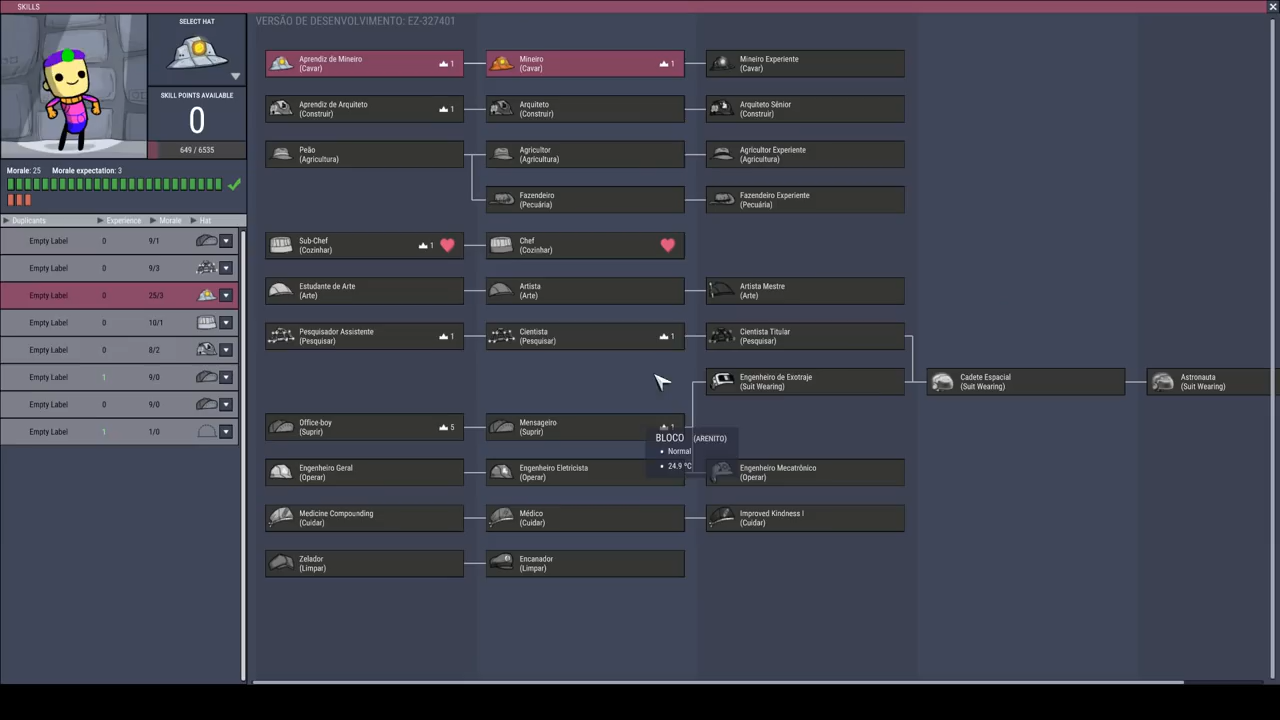 SKILLS
SELECT HAT
VERSÃO DE DESENVOLVIMENTO: EZ-327401
SKILL POINTS AVAILABLE
0
649 / 6535
Morale: 25 Morale expectation: 3
Duplicants Experience Morale Hat
Empty Label 0 9/1
Empty Label 0 9/3
Empty Label 0 25/3
Empty Label 0 10/1
Empty Label 0 8/2
Empty Label 1 9/0
Empty Label 0 9/0
Empty Label 1 1/0
Aprendiz de Mineiro 1
(Cavar)
Mineiro 1
(Cavar)
Mineiro Experiente
(Cavar)
Aprendiz de Arquiteto 1
(Construir)
Arquiteto
(Construir)
Arquiteto Sênior
(Construir)
Peão
(Agricultura)
Agricultor
(Agricultura)
Agricultor Experiente
(Agricultura)
Fazendeiro
(Pecuária)
Fazendeiro Experiente
(Pecuária)
Sub-Chef 1
(Cozinhar)
Chef
(Cozinhar)
Estudante de Arte
(Arte)
Artista
(Arte)
Artista Mestre
(Arte)
Pesquisador Assistente 1
(Pesquisar)
Cientista 1
(Pesquisar)
Cientista Titular
(Pesquisar)
Engenheiro de Exotraje
(Suit Wearing)
Cadete Espacial
(Suit Wearing)
Astronauta
(Suit Wearing)
Office-boy 5
(Suprir)
Mensageiro 1
(Suprir)
BLOCO (ARENITO)
• Normal
• 24.9 ºC
Engenheiro Geral
(Operar)
Engenheiro Eletricista
(Operar)
Engenheiro Mecatrônico
(Operar)
Medicine Compounding
(Cuidar)
Médico
(Cuidar)
Improved Kindness I
(Cuidar)
Zelador
(Limpar)
Encanador
(Limpar)